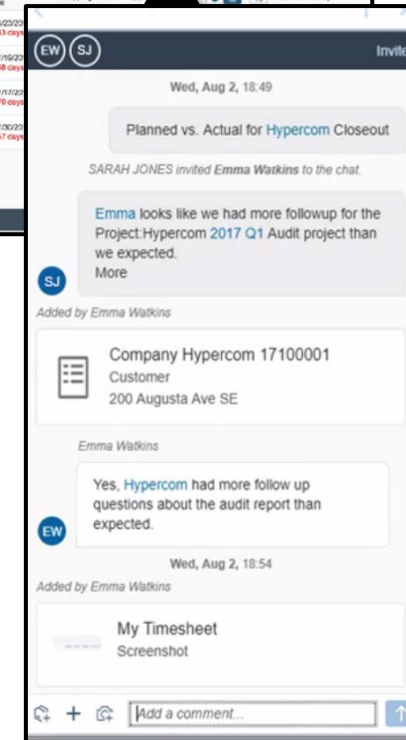 EW SJ Invite
Wed, Aug 2, 18:49
Planned vs. Actual for Hypercom Closeout
SARAH JONES invited Emma Watkins to the chat.
Emma looks like we had more followup for the
Project:Hypercom 2017 Q1 Audit project than
we expected.
More
SJ
Added by Emma Watkins
Company Hypercom 17100001
Customer
200 Augusta Ave SE
Emma Watkins
Yes, Hypercom had more follow up
questions about the audit report than
expected.
EW
Wed, Aug 2, 18:54
Added by Emma Watkins
My Timesheet
Screenshot
Add a comment...